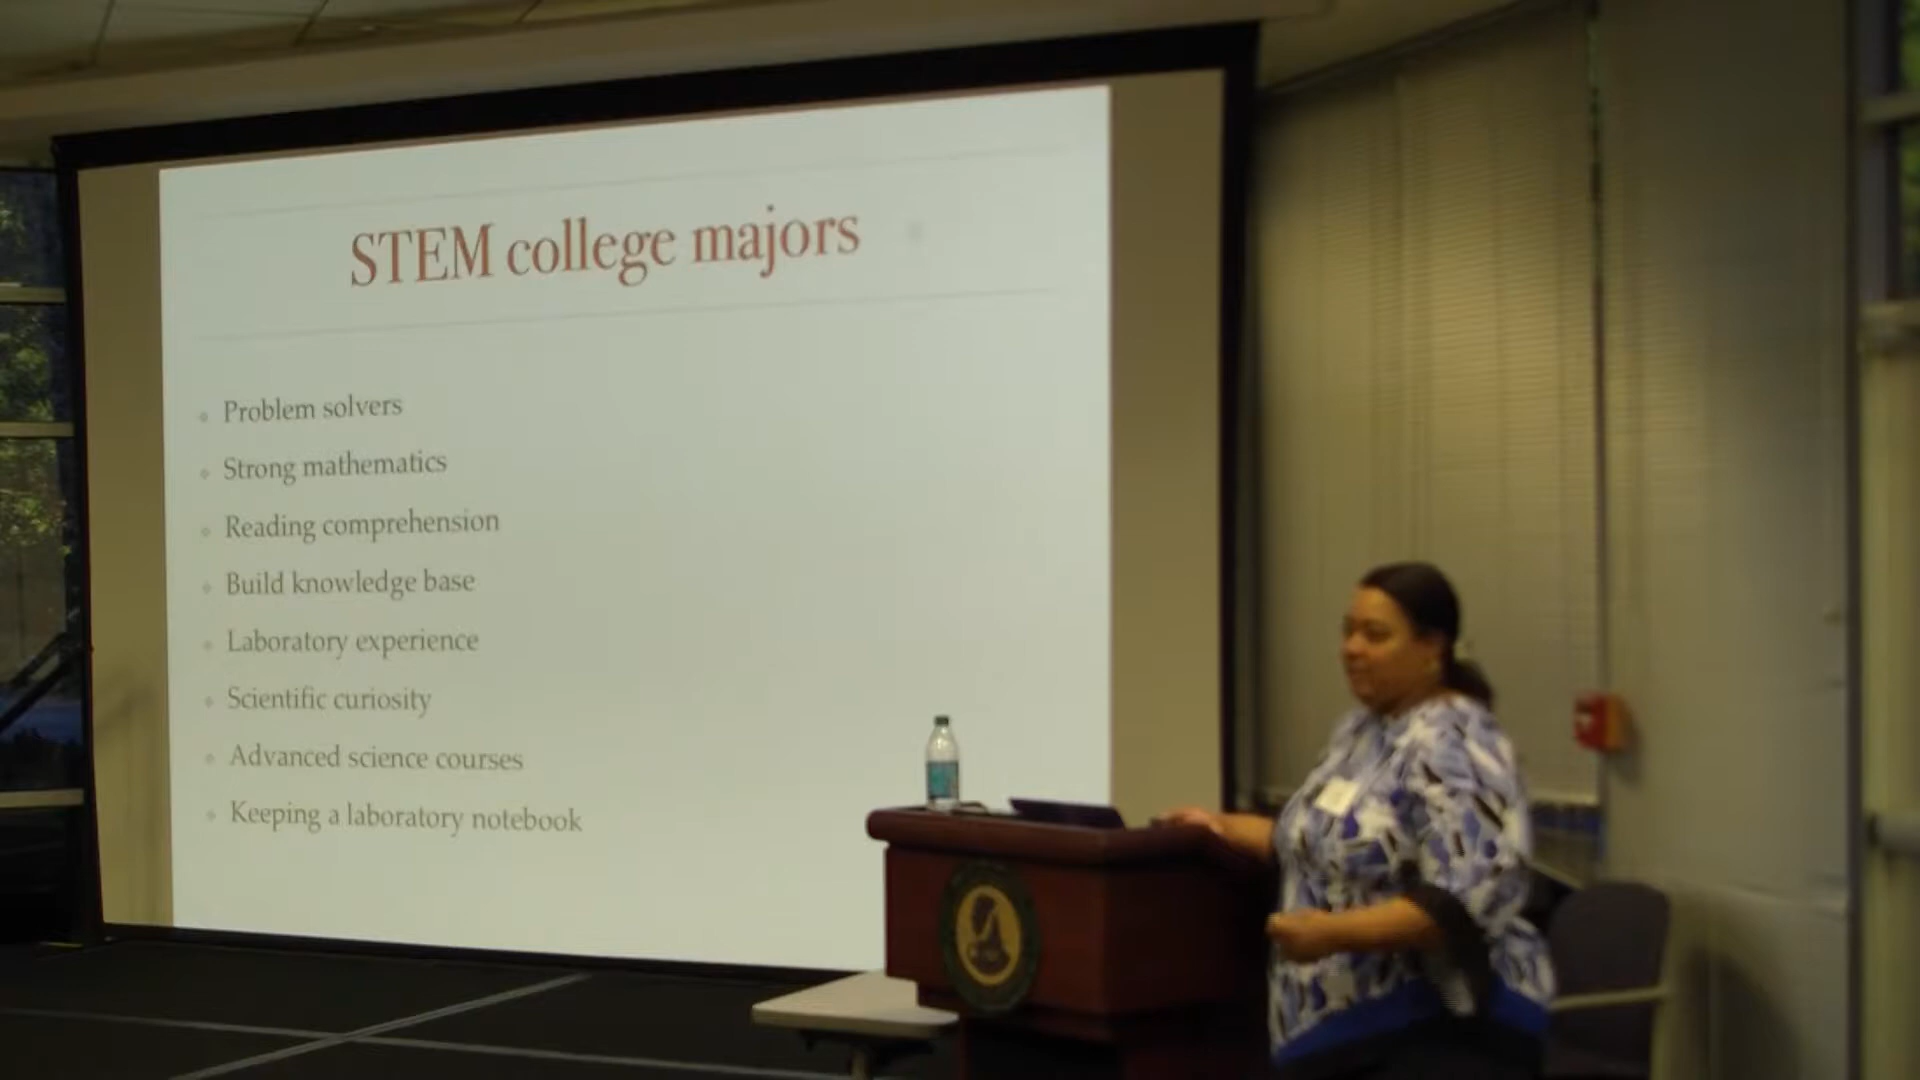 STEM college majors
Problem solvers
Strong mathematics
Reading comprehension
Build knowledge base
Laboratory experience
Scientific curiosity
Advanced science courses
Keeping a laboratory notebook